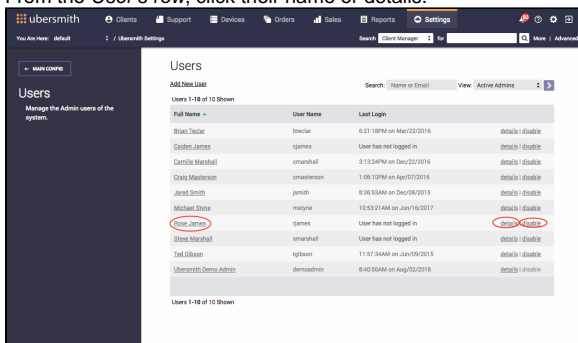 From the User's row, click their name or details.
ubersmith Clients Support Devices Orders Sales Reports Settings
You Are Here: default / Ubersmith Settings Search Client Manager for More | Advanced
← MAIN CONFIG
Users
Manage the Admin users of the
system.
Users
Add New User Search: Name or Email View: Active Admins
Users 1-10 of 10 Shown
Full Name User Name Last Login
Brian Teclar bteclar 6:21:18PM on Mar/22/2016 details | disable
Caiden James cjames User has not logged in details | disable
Camille Marshall cmarshall 3:13:24PM on Dec/22/2016 details | disable
Craig Masterson cmasterson 1:06:10PM on Apr/07/2016 details | disable
Jared Smith jsmith 8:36:53AM on Dec/08/2015 details | disable
Michael Styne mstyne 10:53:21AM on Jun/16/2017 details | disable
Rose James rjames User has not logged in details | disable
Steve Marshall smarshall User has not logged in details | disable
Ted Gibson tgibson 11:57:34AM on Jun/09/2015 details | disable
Ubersmith Demo Admin demoadmin 8:40:56AM on Aug/02/2018 details | disable
Users 1-10 of 10 Shown